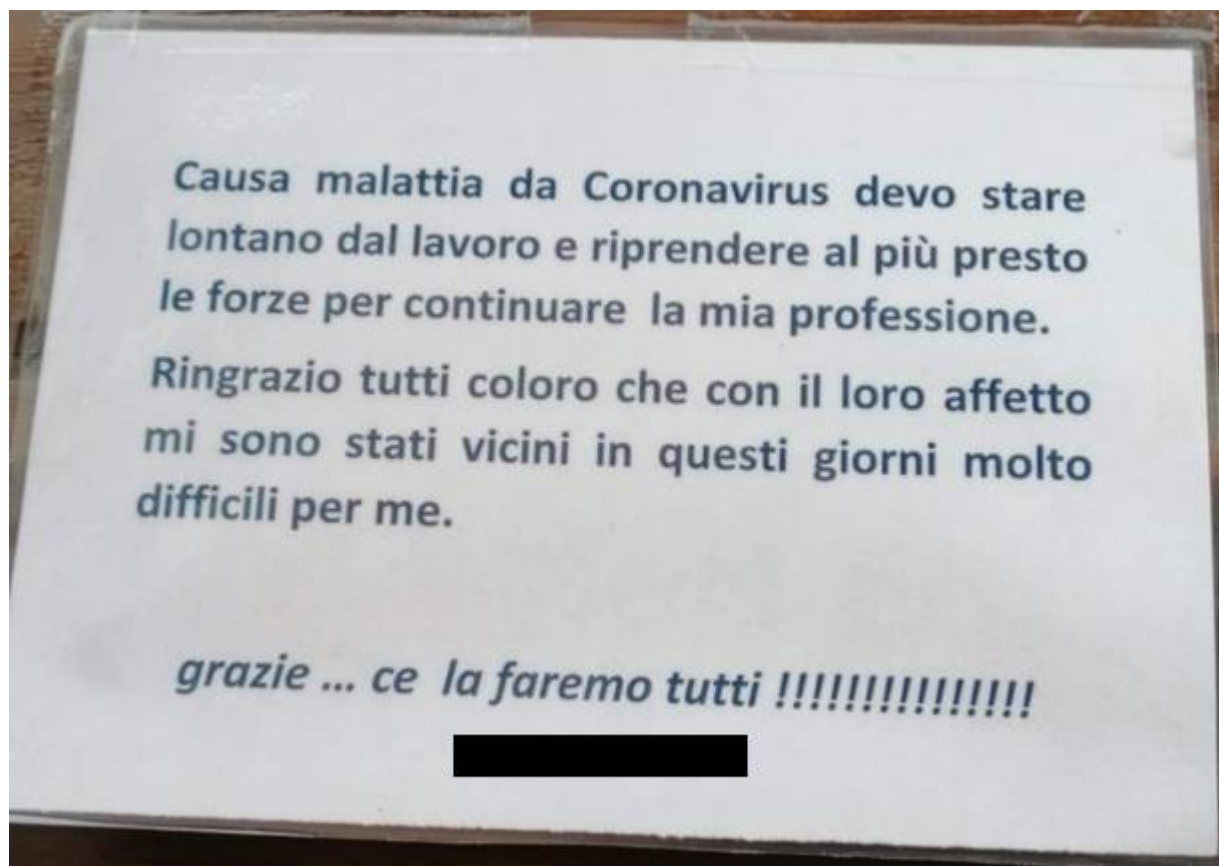 Causa malattia da Coronavirus devo stare
lontano dal lavoro e riprendere al più presto
le forze per continuare la mia professione.
Ringrazio tutti coloro che con il loro affetto
mi sono stati vicini in questi giorni molto
difficili per me.
grazie ... ce la faremo tutti !!!!!!!!!!!!!!!